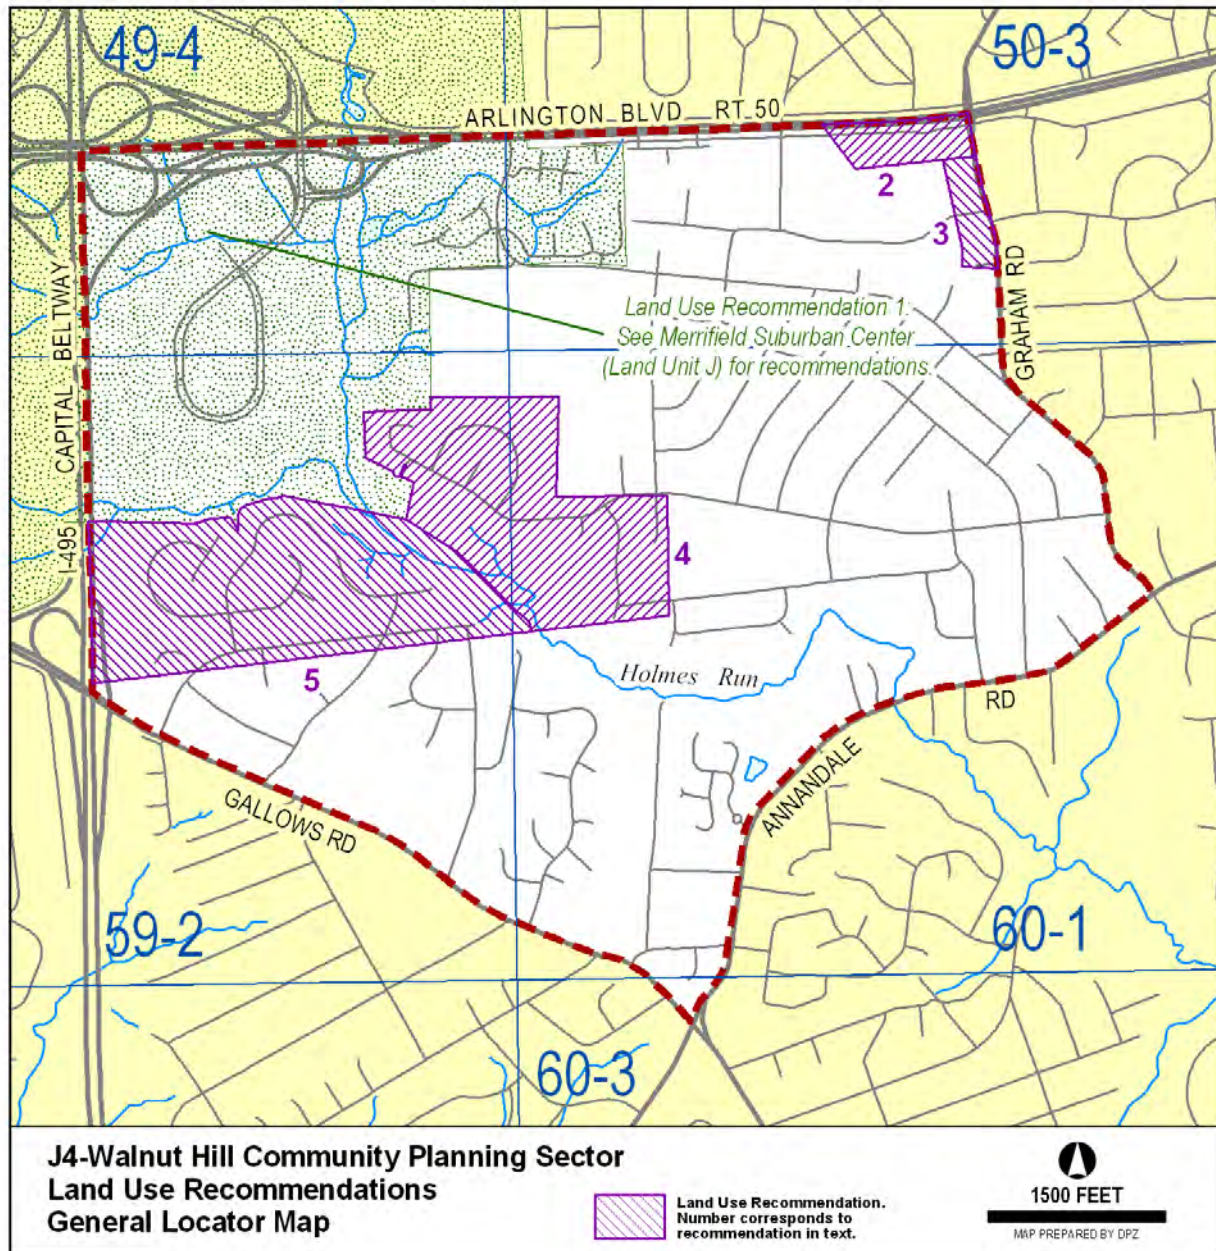 49-4
50-3
ARLINGTON BLVD RT 50
2
3
Land Use Recommendation 1:
See Merrifield Suburban Center
(Land Unit J) for recommendations.
GRAHAM RD
I-495 CAPITAL BELTWAY
4
5
Holmes Run
RD
ANNANDALE
GALLOWS RD
59-2
60-1
60-3
J4-Walnut Hill Community Planning Sector
Land Use Recommendations
General Locator Map
Land Use Recommendation.
Number corresponds to
recommendation in text.
1500 FEET
MAP PREPARED BY DPZ